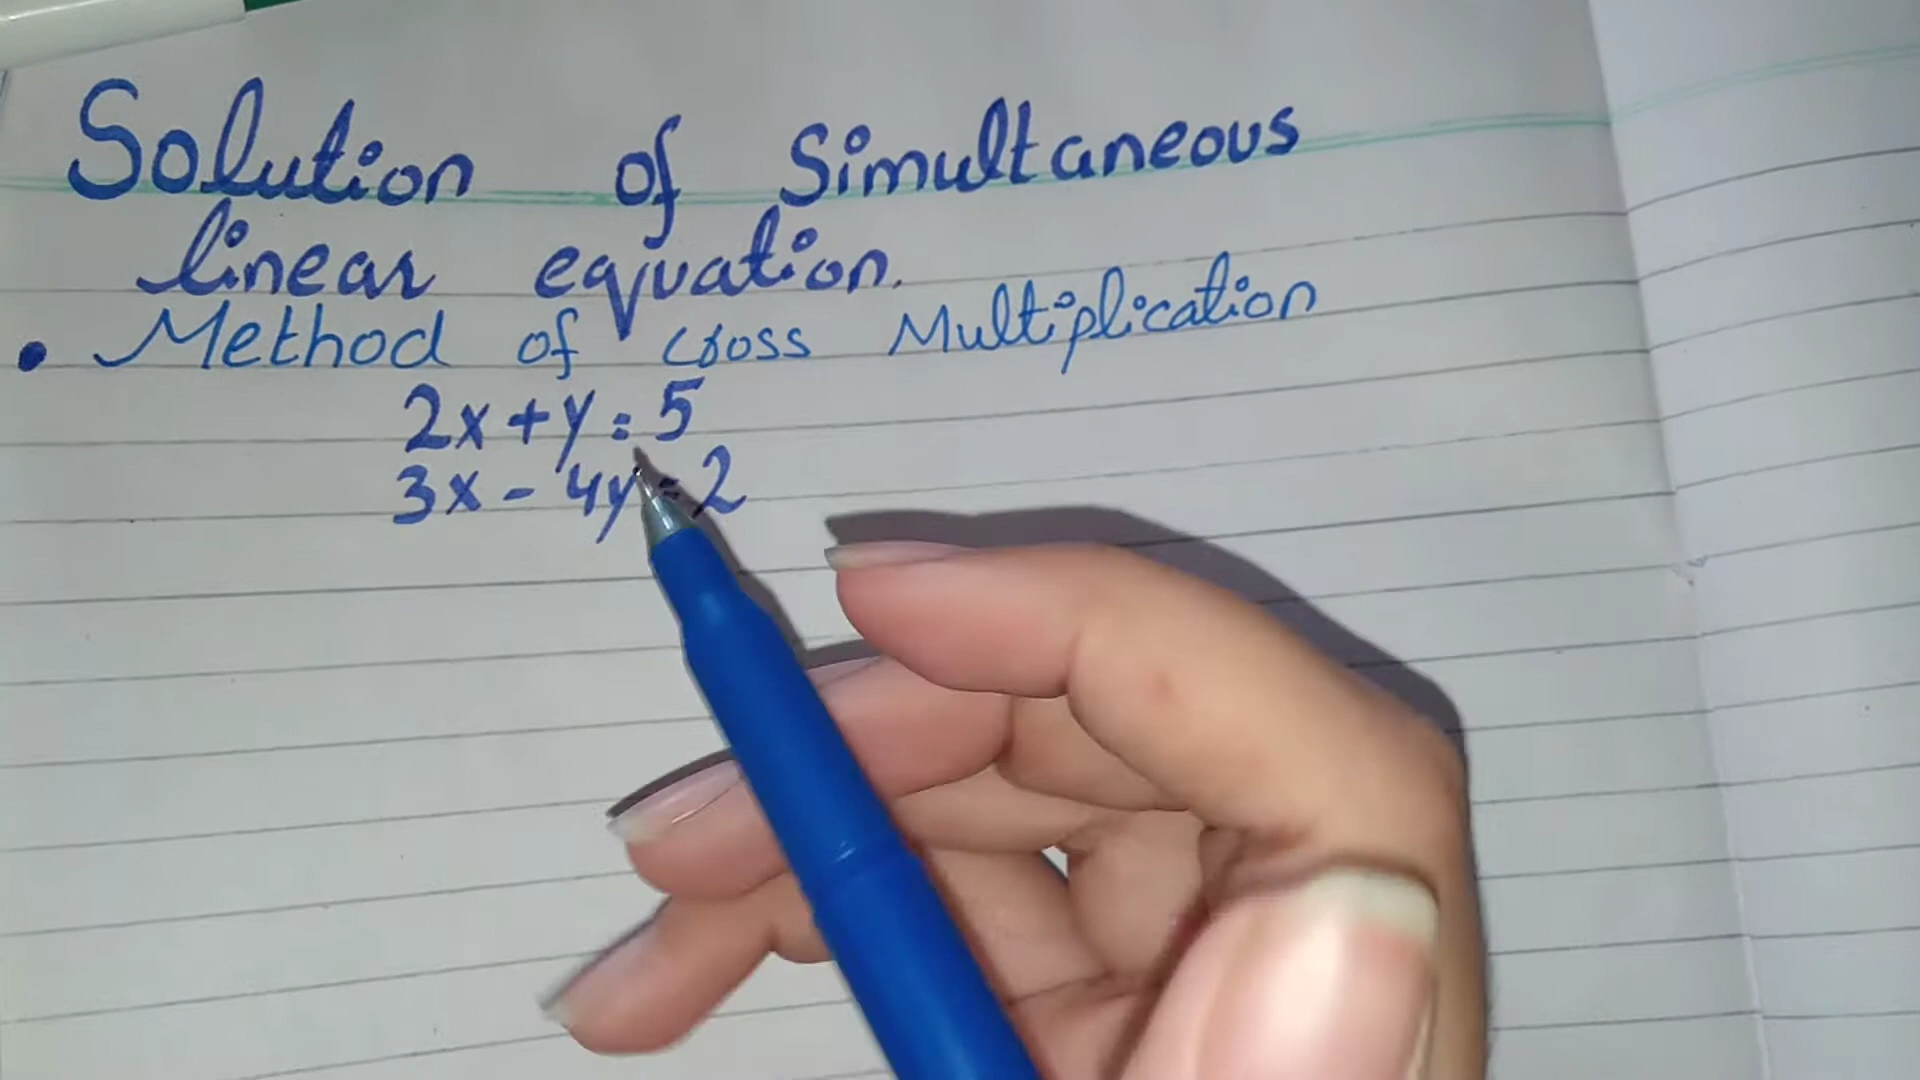 Solution of Simultaneous
linear equation.
• Method of cross Multiplication
2x + y = 5
3x - 4y = 2